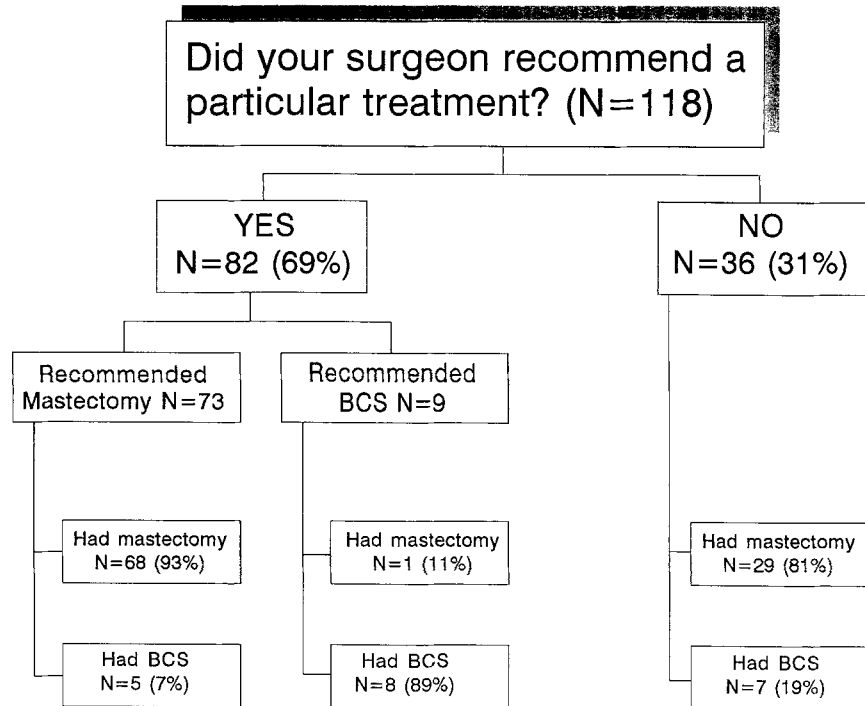 Did your surgeon recommend a
particular treatment? (N=118)
YES
N=82 (69%)
NO
N=36 (31%)
Recommended
Mastectomy N=73
Recommended
BCS N=9
Had mastectomy
N=68 (93%)
Had mastectomy
N=1 (11%)
Had mastectomy
N=29 (81%)
Had BCS
N=5 (7%)
Had BCS
N=8 (89%)
Had BCS
N=7 (19%)